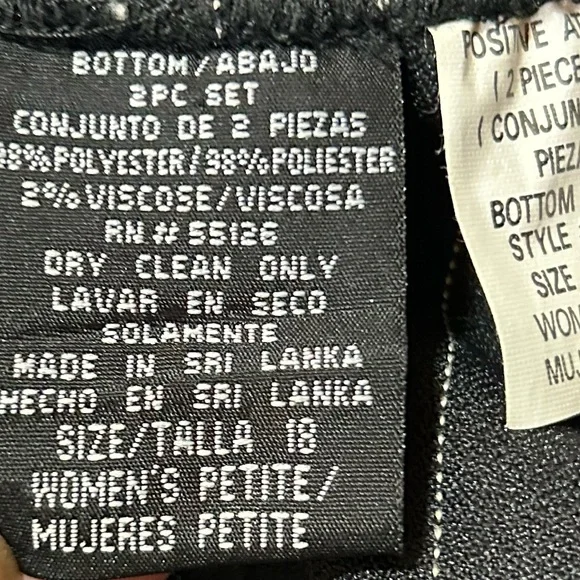 BOTTOM/ABAJO
2PC SET
CONJUNTO DE 2 PIEZAS
98%POLYESTER/98%POLIESTER
2%VISCOSE/VISCOSA
RN# 55126
DRY CLEAN ONLY
LAVAR EN SECO
SOLAMENTE
MADE IN SRI LANKA
HECHO EN SRI LANKA
SIZE/TALLA 18
WOMEN'S PETITE/
MUJERES PETITE
POSITIVE A
(2 PIEC
(CONJUN
PIEZ
BOTTOM
STYLE
SIZE
WOM
MUJ